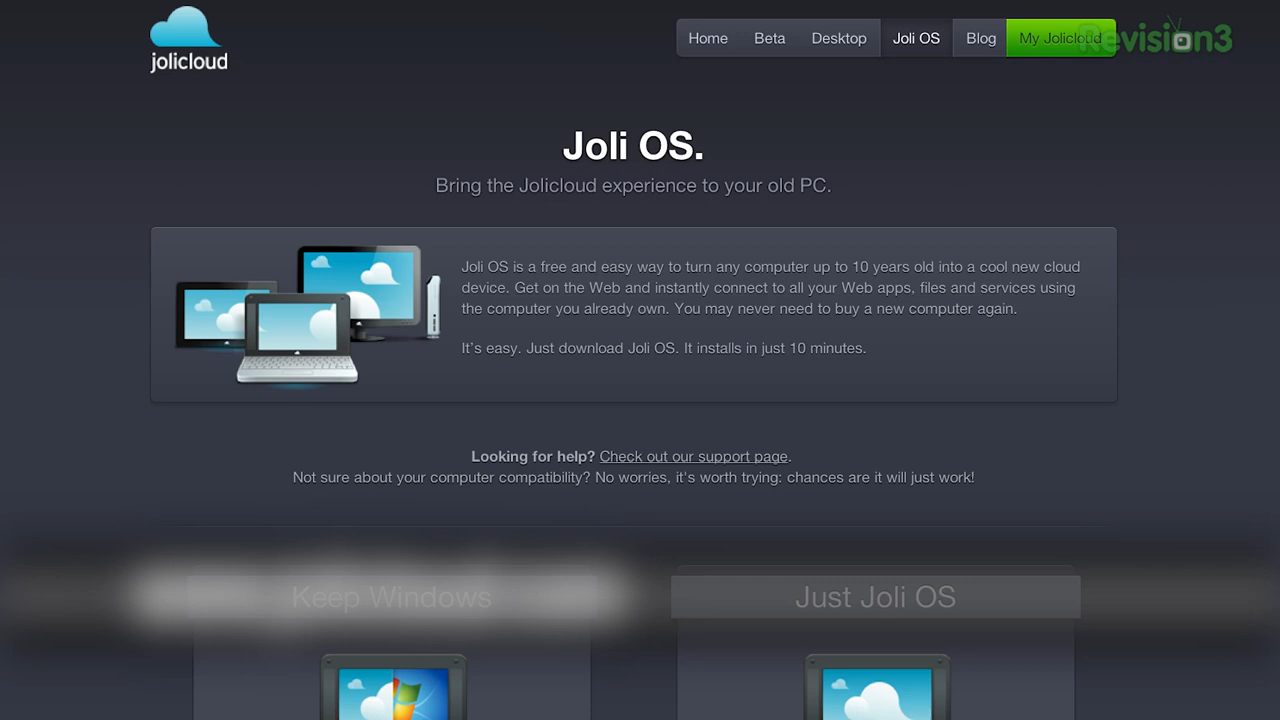 jolicloud
Home
Beta
Desktop
Joli OS
Blog
My Jolicloud
Revision3
Joli OS.
Bring the Jolicloud experience to your old PC.
Joli OS is a free and easy way to turn any computer up to 10 years old into a cool new cloud
device. Get on the Web and instantly connect to all your Web apps, files and services using
the computer you already own. You may never need to buy a new computer again.
It's easy. Just download Joli OS. It installs in just 10 minutes.
Looking for help? Check out our support page.
Not sure about your computer compatibility? No worries, it's worth trying: chances are it will just work!
Keep Windows
Just Joli OS